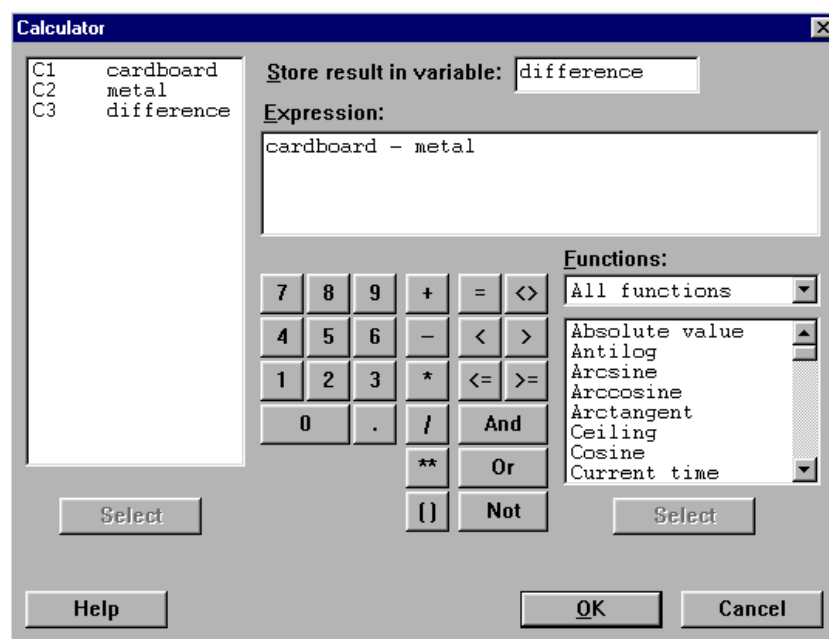 Calculator
C1 cardboard
C2 metal
C3 difference
Store result in variable: difference
Expression:
cardboard - metal
Functions:
All functions
7 8 9 + = <>
4 5 6 - < >
1 2 3 * <= >=
0 . / And
** Or
() Not
Absolute value
Antilog
Arcsine
Arccosine
Arctangent
Ceiling
Cosine
Current time
Select
Select
Help
OK
Cancel